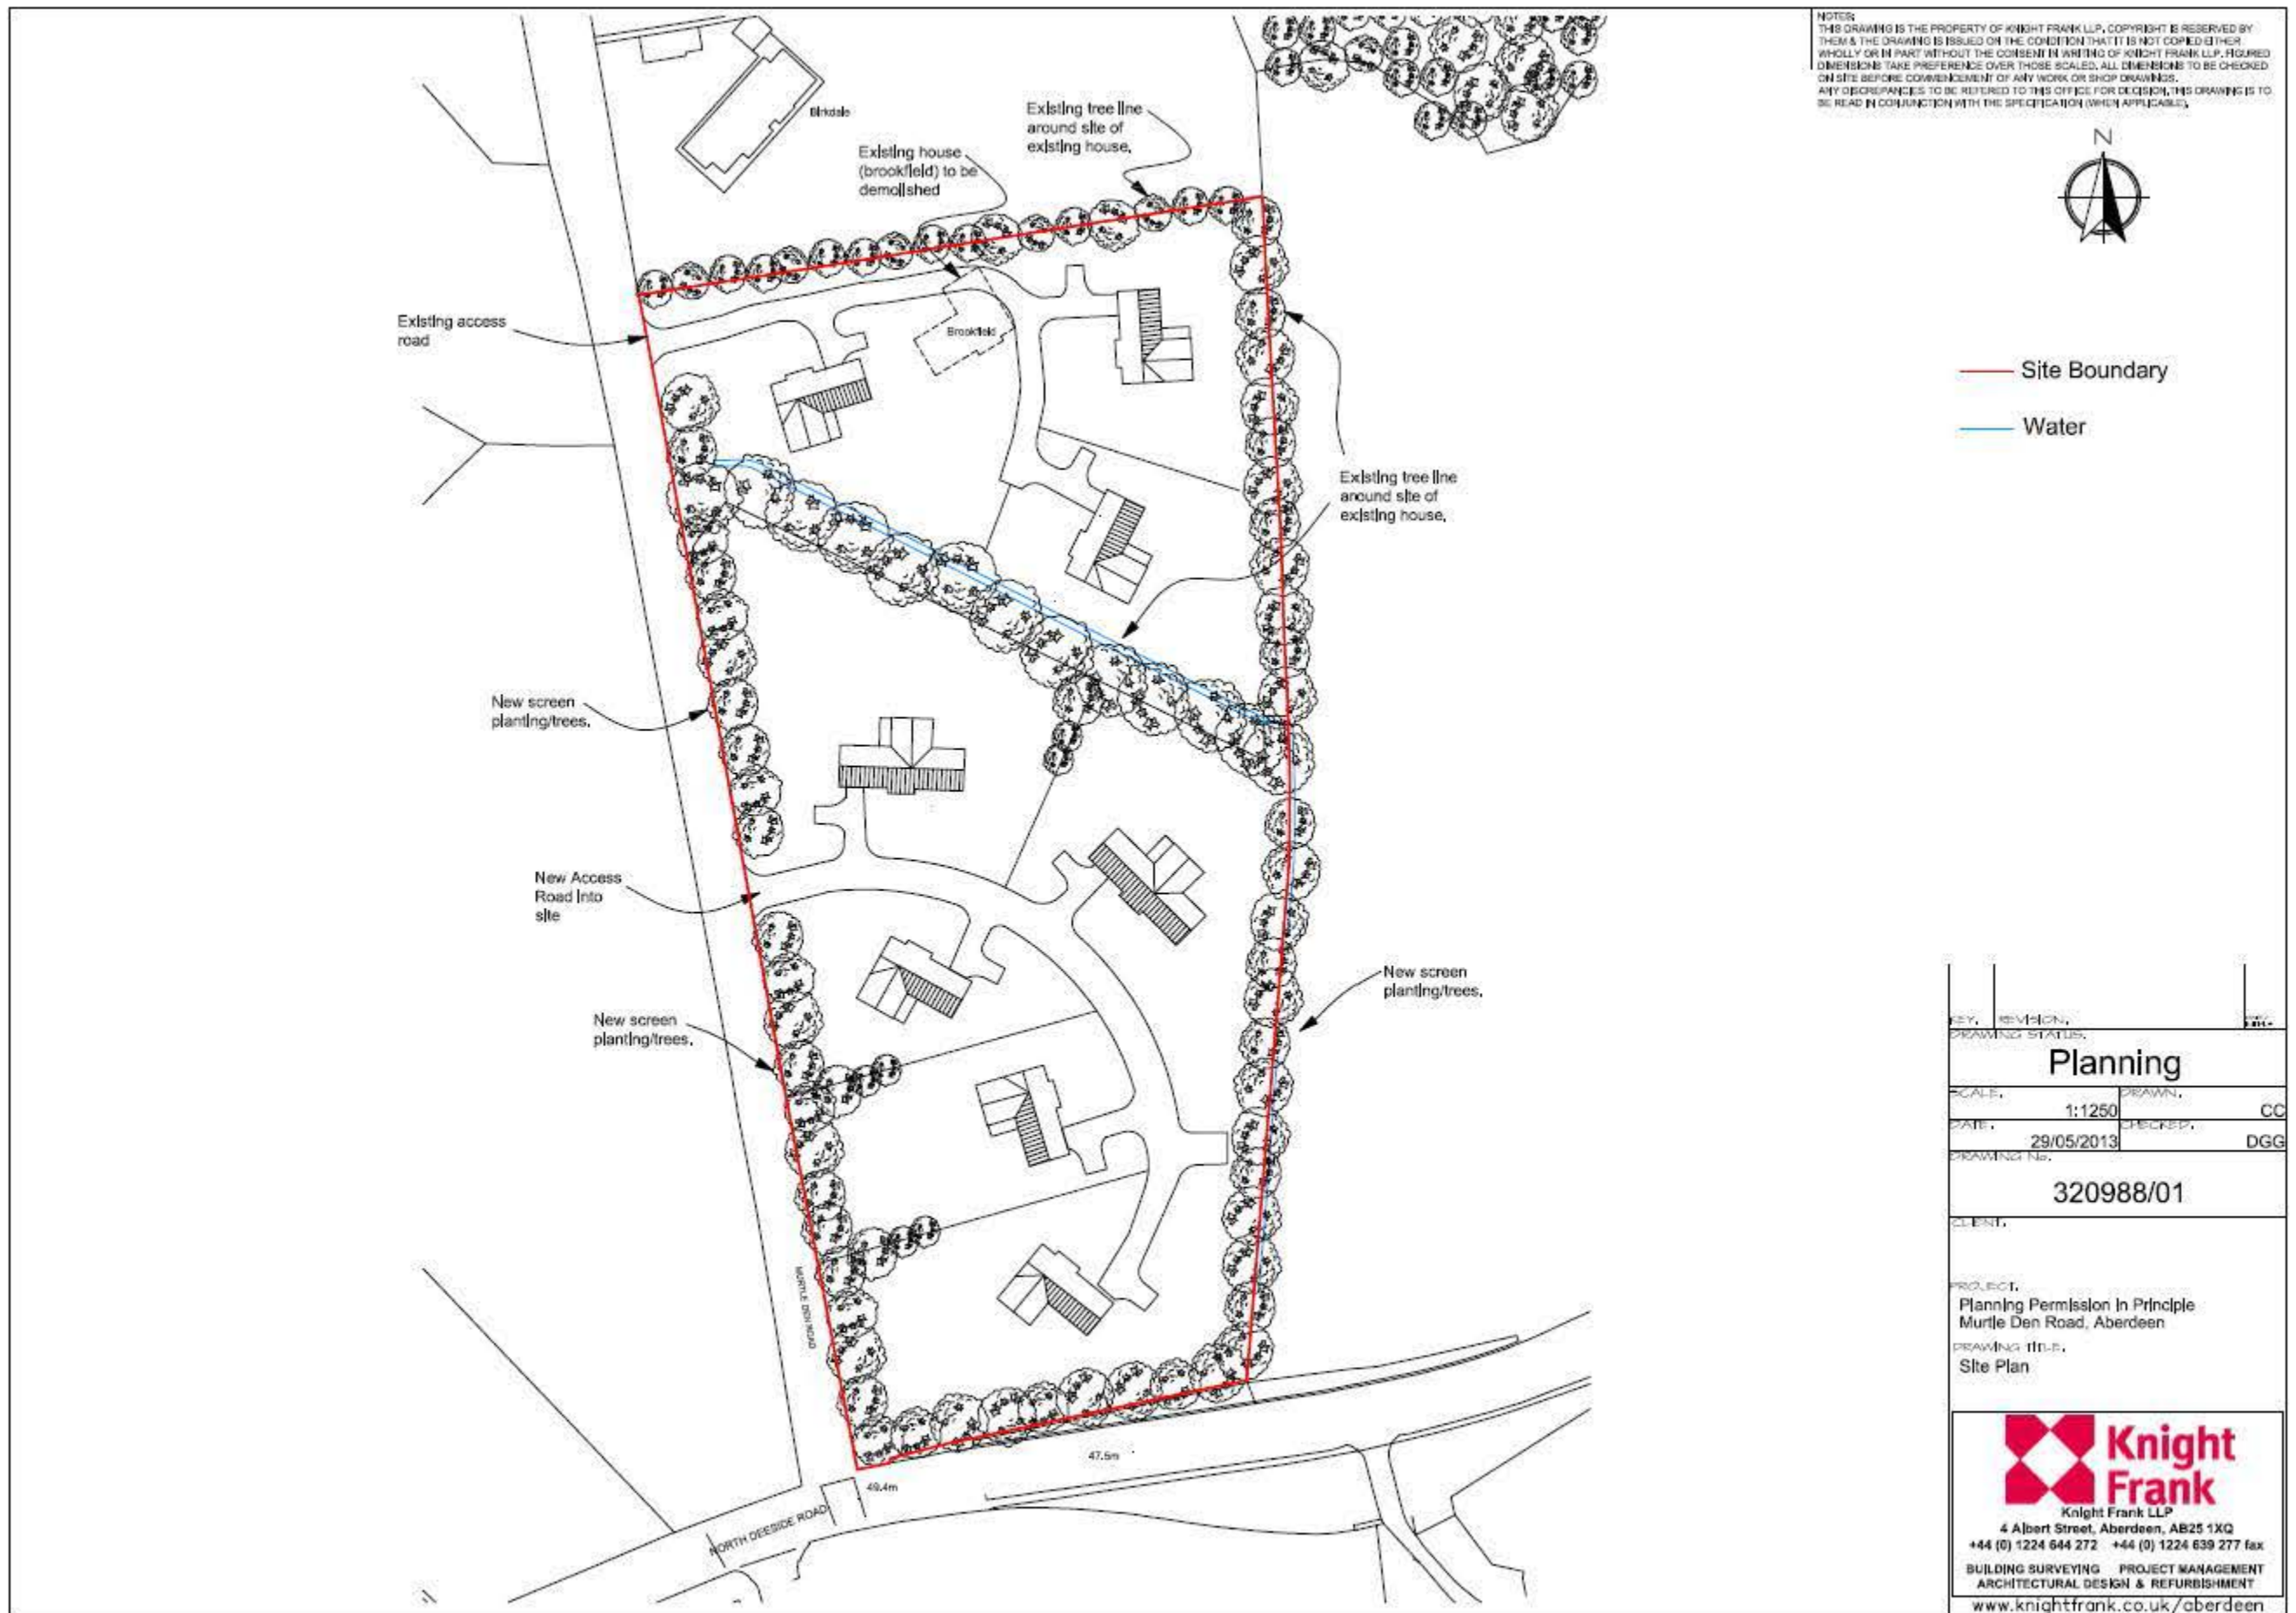 NOTES:
THIS DRAWING IS THE PROPERTY OF KNIGHT FRANK LLP, COPYRIGHT IS RESERVED BY
THEM & THE DRAWING IS ISSUED ON THE CONDITION THAT IT IS NOT COPIED EITHER
WHOLLY OR IN PART WITHOUT THE CONSENT IN WRITING OF KNIGHT FRANK LLP. FIGURED
DIMENSIONS TAKE PREFERENCE OVER THOSE SCALED. ALL DIMENSIONS TO BE CHECKED
ON SITE BEFORE COMMENCEMENT OF ANY WORK OR SHOP DRAWINGS.
ANY DISCREPANCIES TO BE REFERED TO THIS OFFICE FOR DECISION, THIS DRAWING IS TO
BE READ IN CONJUNCTION WITH THE SPECIFICATION (WHEN APPLICABLE).
N
Site Boundary
Water
Birkdale
Existing tree line
around site of
existing house.
Existing house
(brookfield) to be
demolished
Existing access
road
Brookfield
Existing tree line
around site of
existing house.
New screen
planting/trees.
New Access
Road into
site
New screen
planting/trees.
New screen
planting/trees.
MURTLE DEN ROAD
47.5m
49.4m
NORTH DEESIDE ROAD
KEY. REVISION.
DRAWING STATUS.
Planning
SCALE. 1:1250 DRAWN. CC
DATE. 29/05/2013 CHECKED. DGG
DRAWING No.
320988/01
CLIENT.
PROJECT.
Planning Permission in Principle
Murtle Den Road, Aberdeen
DRAWING TITLE.
Site Plan
Knight
Frank
Knight Frank LLP
4 Albert Street, Aberdeen, AB25 1XQ
+44 (0) 1224 644 272 +44 (0) 1224 639 277 fax
BUILDING SURVEYING PROJECT MANAGEMENT
ARCHITECTURAL DESIGN & REFURBISHMENT
www.knightfrank.co.uk/aberdeen